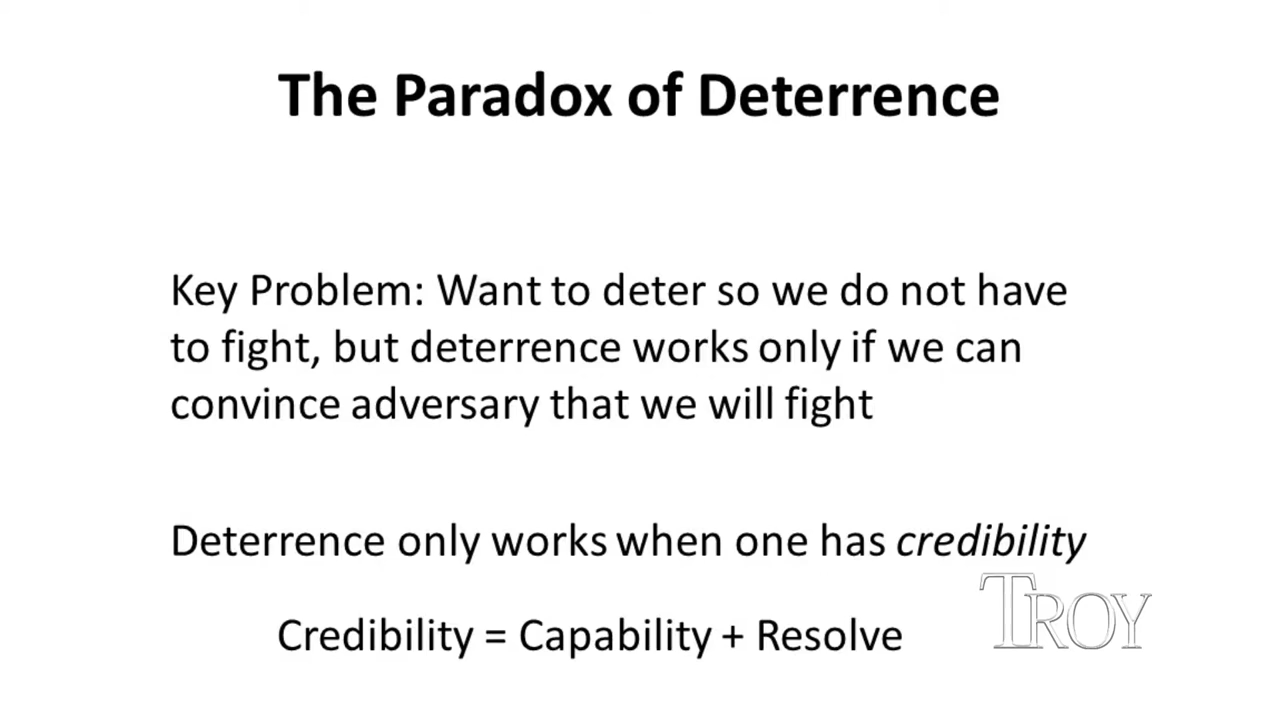 The Paradox of Deterrence
Key Problem: Want to deter so we do not have
to fight, but deterrence works only if we can
convince adversary that we will fight
Deterrence only works when one has credibility
Credibility = Capability + Resolve
TROY